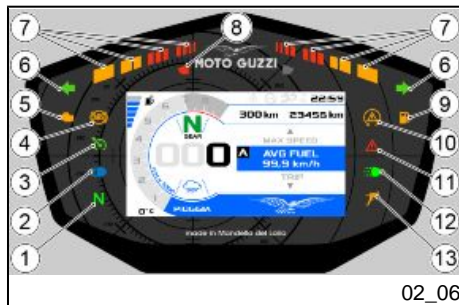 7 8 7
6 6
MOTO GUZZI
5 9
22:59
300km 23456km
N
GEAR
4 10
MAX SPEED
000
AVG FUEL
99.9 km/h
3 11
TRIP
2 12
0°C PIOGGIA
N
1 13
made in Mandello del Lario
02_06